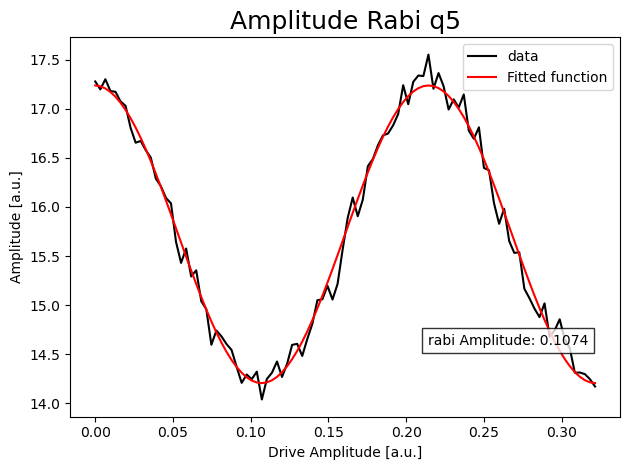 Amplitude Rabi q5
data
Fitted function
Amplitude [a.u.]
17.5
17.0
16.5
16.0
15.5
15.0
14.5
14.0
rabi Amplitude: 0.1074
0.00 0.05 0.10 0.15 0.20 0.25 0.30
Drive Amplitude [a.u.]